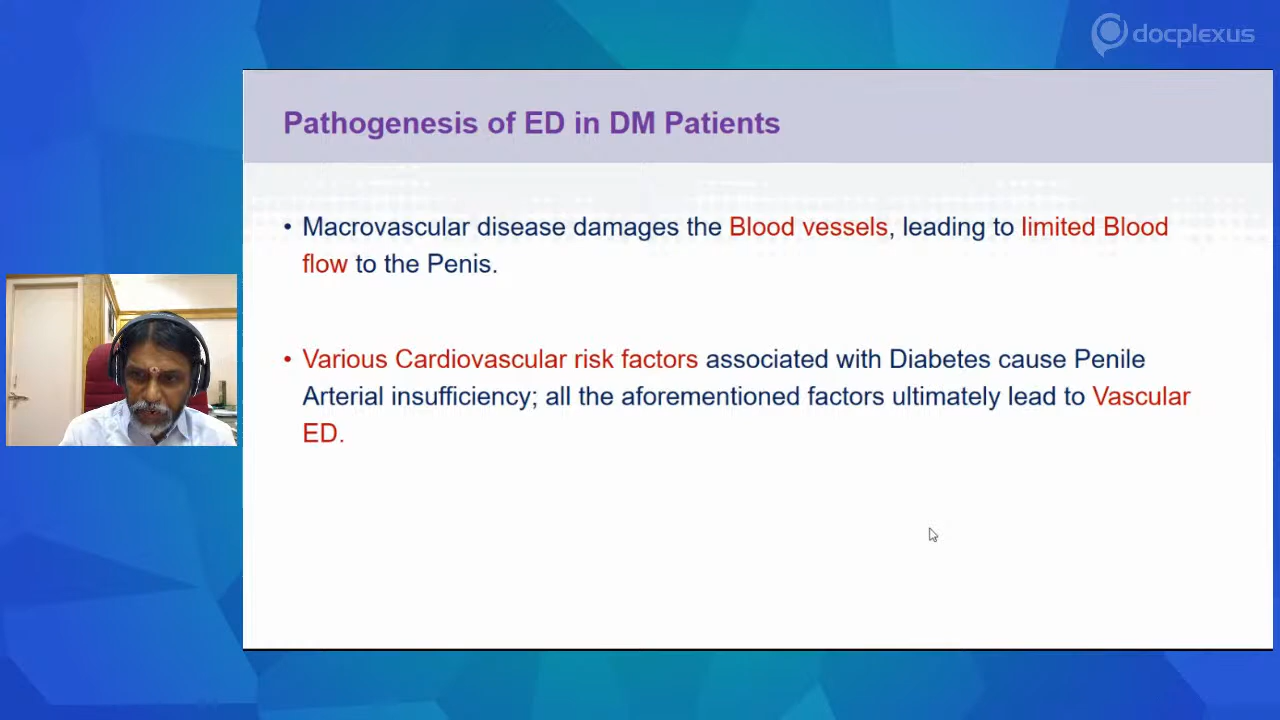 docplexus
Pathogenesis of ED in DM Patients
• Macrovascular disease damages the Blood vessels, leading to limited Blood
flow to the Penis.
• Various Cardiovascular risk factors associated with Diabetes cause Penile
Arterial insufficiency; all the aforementioned factors ultimately lead to Vascular
ED.